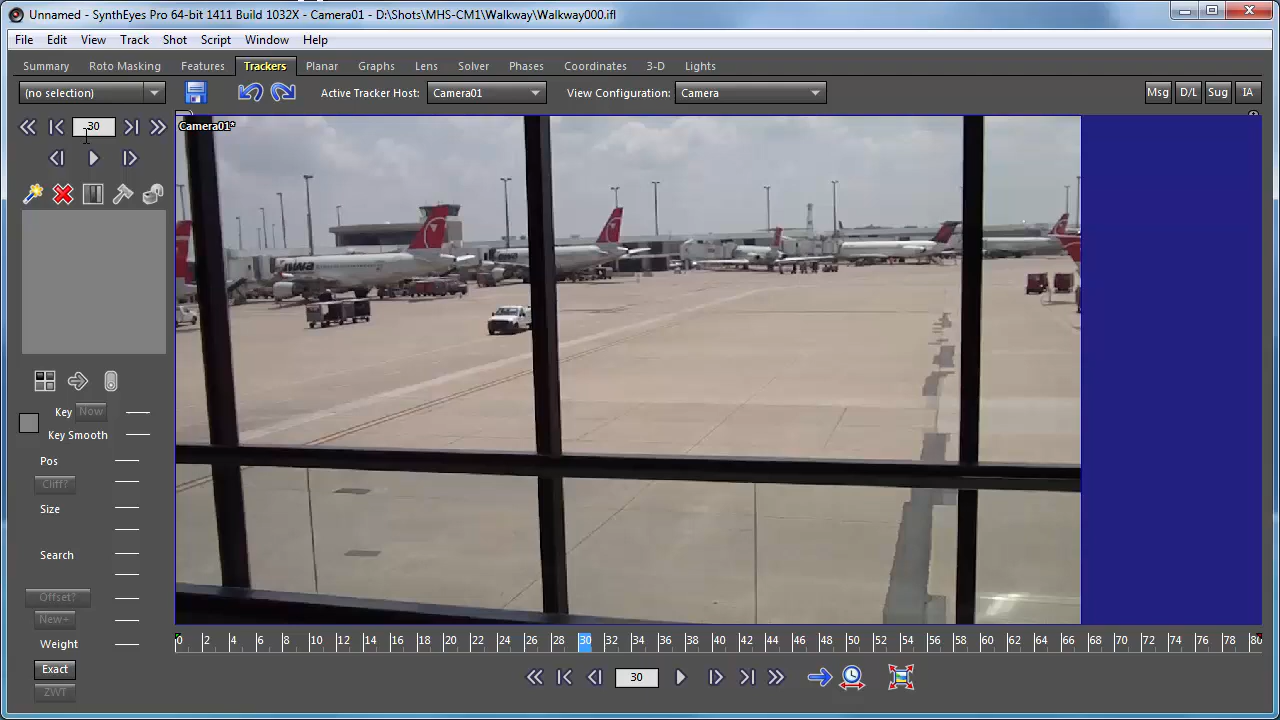 Unnamed - SynthEyes Pro 64-bit 1411 Build 1032X - Camera01 - D:\Shots\MHS-CM1\Walkway\Walkway000.ifl
File Edit View Track Shot Script Window Help
Summary Roto Masking Features Trackers Planar Graphs Lens Solver Phases Coordinates 3-D Lights
(no selection) Active Tracker Host: Camera01 View Configuration: Camera Msg D/L Sug IA
30
Camera01*
nwa
Key Now
Key Smooth
Pos
Cliff?
Size
Search
Offset?
New+
Weight
Exact
ZWT
0 2 4 6 8 10 12 14 16 18 20 22 24 26 28 30 32 34 36 38 40 42 44 46 48 50 52 54 56 58 60 62 64 66 68 70 72 74 76 78 80
30